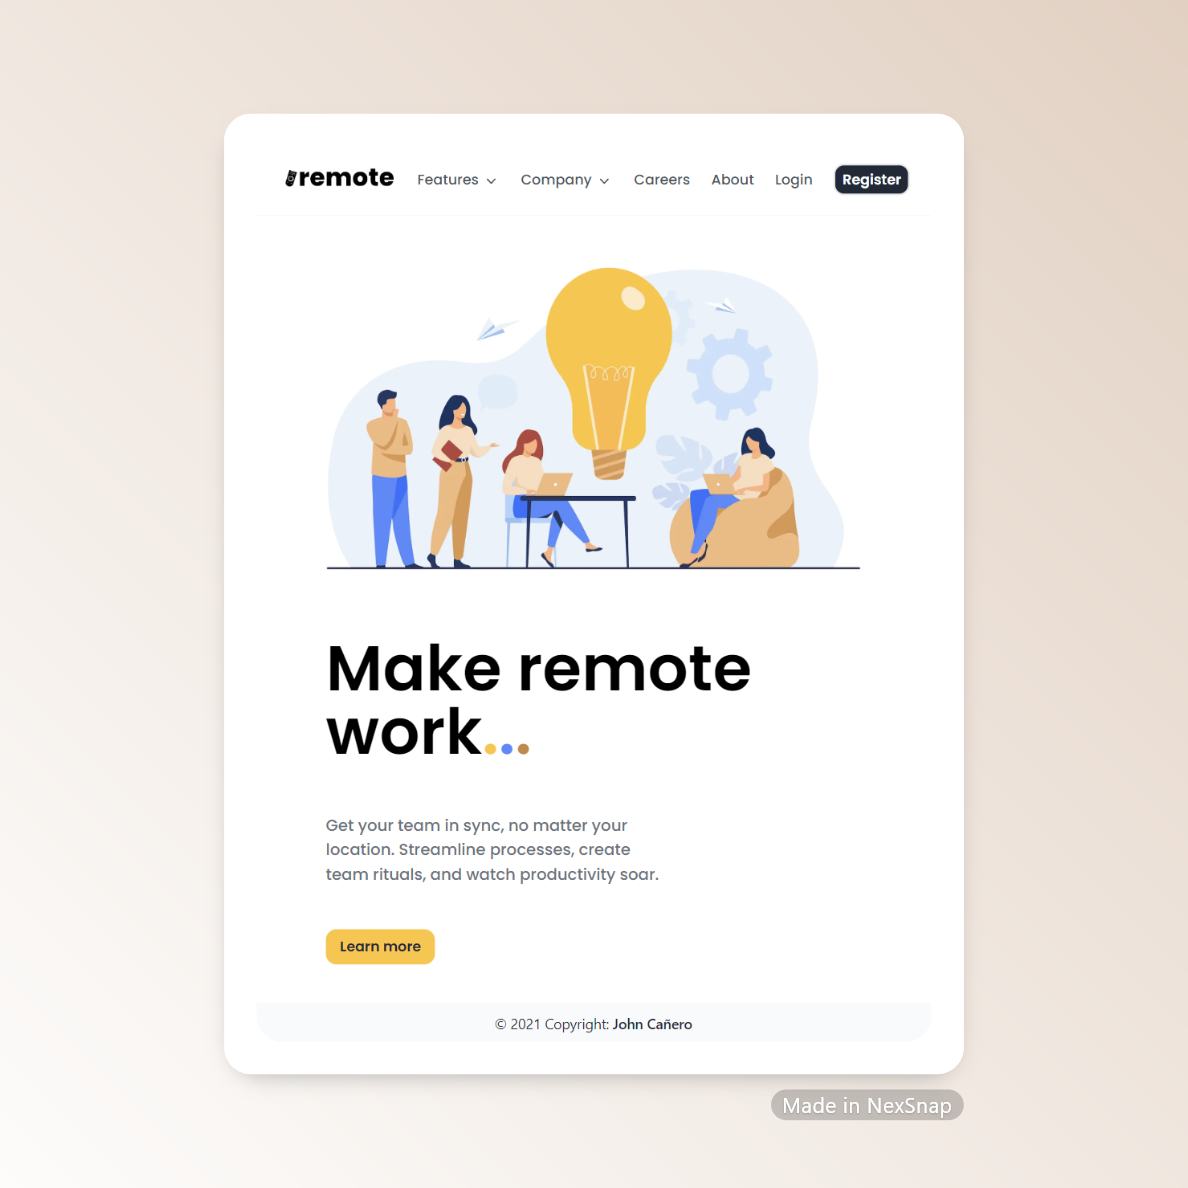 remote Features Company Careers About Login Register
Make remote
work...
Get your team in sync, no matter your
location. Streamline processes, create
team rituals, and watch productivity soar.
Learn more
© 2021 Copyright: John Cañero
Made in NexSnap